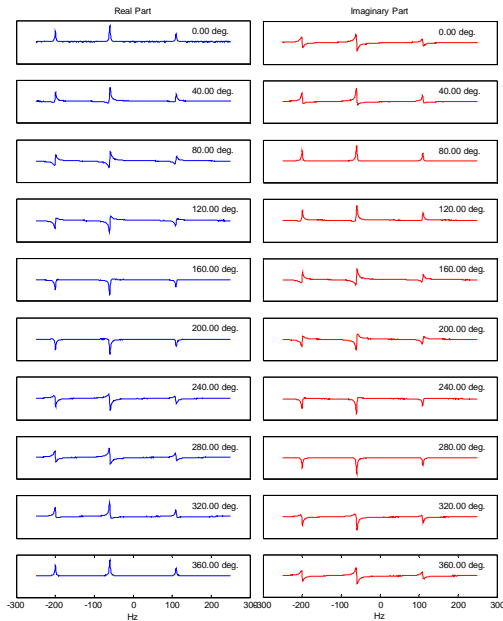 Real Part Imaginary Part
0.00 deg. 0.00 deg.
40.00 deg. 40.00 deg.
80.00 deg. 80.00 deg.
120.00 deg. 120.00 deg.
160.00 deg. 160.00 deg.
200.00 deg. 200.00 deg.
240.00 deg. 240.00 deg.
280.00 deg. 280.00 deg.
320.00 deg. 320.00 deg.
360.00 deg. 360.00 deg.
-300 -200 -100 0 100 200 300 -200 -100 0 100 200 300
Hz Hz